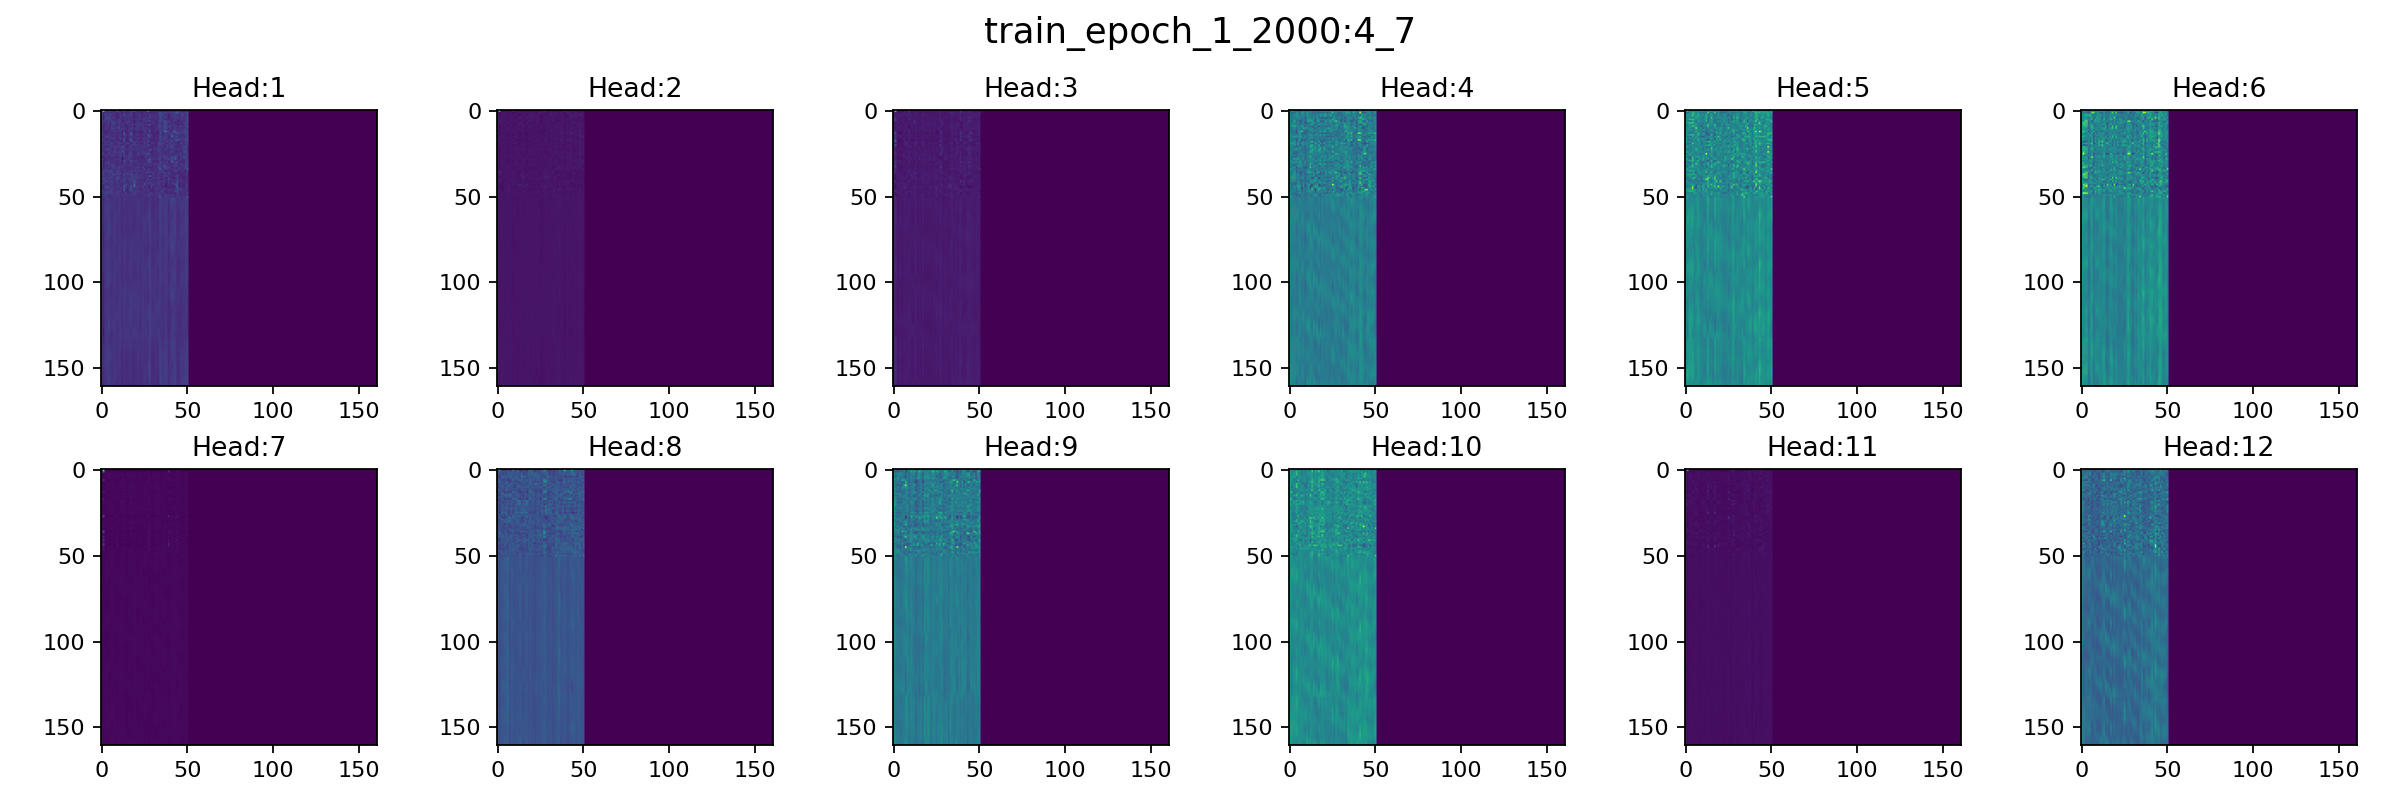 train_epoch_1_2000:4_7
Head:1 Head:2 Head:3 Head:4 Head:5 Head:6
0 0 0 0 0 0
50 50 50 50 50 50
100 100 100 100 100 100
150 150 150 150 150 150
0 50 100 150 0 50 100 150 0 50 100 150 0 50 100 150 0 50 100 150 0 50 100 150
Head:7 Head:8 Head:9 Head:10 Head:11 Head:12
0 0 0 0 0 0
50 50 50 50 50 50
100 100 100 100 100 100
150 150 150 150 150 150
0 50 100 150 0 50 100 150 0 50 100 150 0 50 100 150 0 50 100 150 0 50 100 150